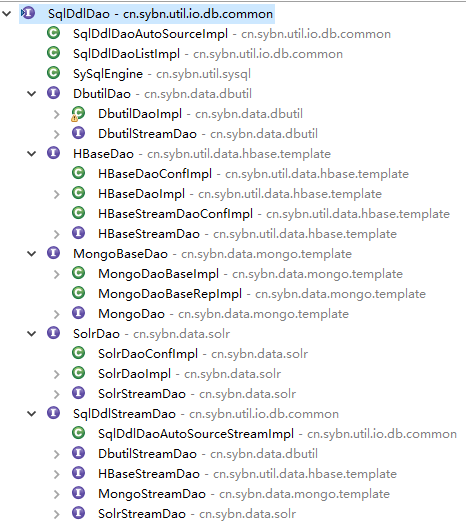 SqlDdlDao - cn.sybn.util.io.db.common
SqlDdlDaoAutoSourceImpl - cn.sybn.util.io.db.common
SqlDdlDaoListImpl - cn.sybn.util.io.db.common
SySqlEngine - cn.sybn.util.sysql
DbutilDao - cn.sybn.data.dbutil
DbutilDaoImpl - cn.sybn.data.dbutil
DbutilStreamDao - cn.sybn.data.dbutil
HBaseDao - cn.sybn.util.data.hbase.template
HBaseDaoConfImpl - cn.sybn.util.data.hbase.template
HBaseDaoImpl - cn.sybn.util.data.hbase.template
HBaseStreamDaoConfImpl - cn.sybn.util.data.hbase.template
HBaseStreamDao - cn.sybn.util.data.hbase.template
MongoBaseDao - cn.sybn.data.mongo.template
MongoDaoBaseImpl - cn.sybn.data.mongo.template
MongoDaoBaseRepImpl - cn.sybn.data.mongo.template
MongoDao - cn.sybn.data.mongo.template
SolrDao - cn.sybn.data.solr
SolrDaoConfImpl - cn.sybn.data.solr
SolrDaoImpl - cn.sybn.data.solr
SolrStreamDao - cn.sybn.data.solr
SqlDdlStreamDao - cn.sybn.util.io.db.common
SqlDdlDaoAutoSourceStreamImpl - cn.sybn.util.io.db.common
DbutilStreamDao - cn.sybn.data.dbutil
HBaseStreamDao - cn.sybn.util.data.hbase.template
MongoStreamDao - cn.sybn.data.mongo.template
SolrStreamDao - cn.sybn.data.solr